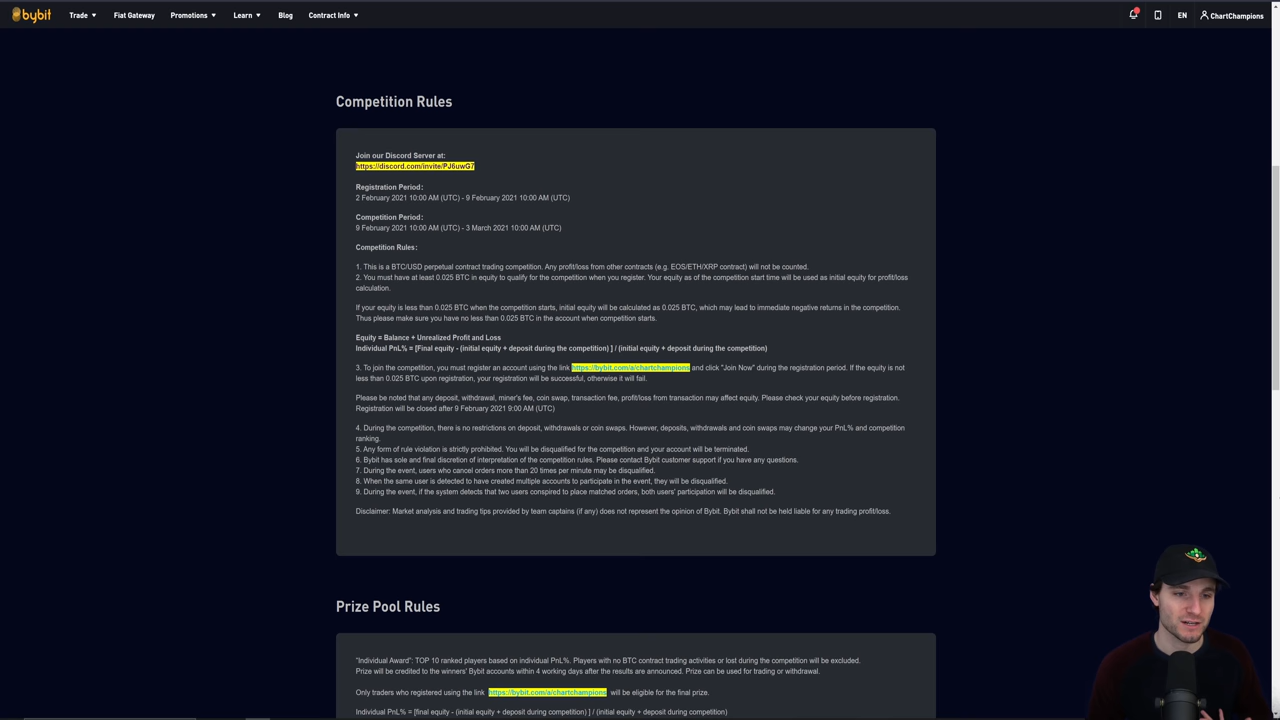 bybit
Trade Fiat Gateway Promotions Learn Blog Contract Info EN ChartChampions
Competition Rules
Join our Discord Server at:
https://discord.com/invite/PJ6uwG7
Registration Period:
2 February 2021 10:00 AM (UTC) - 9 February 2021 10:00 AM (UTC)
Competition Period:
9 February 2021 10:00 AM (UTC) - 3 March 2021 10:00 AM (UTC)
Competition Rules:
1. This is a BTC/USD perpetual contract trading competition. Any profit/loss from other contracts (e.g. EOS/ETH/XRP contract) will not be counted.
2. You must have at least 0.025 BTC in equity to qualify for the competition when you register. Your equity as of the competition start time will be used as initial equity for profit/loss
calculation.
If your equity is less than 0.025 BTC when the competition starts, initial equity will be calculated as 0.025 BTC, which may lead to immediate negative returns in the competition.
Thus please make sure you have no less than 0.025 BTC in the account when competition starts.
Equity = Balance + Unrealized Profit and Loss
Individual PnL% = [Final equity - (initial equity + deposit during the competition) ] / (initial equity + deposit during the competition)
3. To join the competition, you must register an account using the link https://bybit.com/a/chartchampions and click "Join Now" during the registration period. If the equity is not
less than 0.025 BTC upon registration, your registration will be successful, otherwise it will fail.
Please be noted that any deposit, withdrawal, miner's fee, coin swap, transaction fee, profit/loss from transaction may affect equity. Please check your equity before registration.
Registration will be closed after 9 February 2021 9:00 AM (UTC)
4. During the competition, there is no restrictions on deposit, withdrawals or coin swaps. However, deposits, withdrawals and coin swaps may change your PnL% and competition
ranking.
5. Any form of rule violation is strictly prohibited. You will be disqualified for the competition and your account will be terminated.
6. Bybit has sole and final discretion of interpretation of the competition rules. Please contact Bybit customer support if you have any questions.
7. During the event, users who cancel orders more than 20 times per minute may be disqualified.
8. When the same user is detected to have created multiple accounts to participate in the event, they will be disqualified.
9. During the event, if the system detects that two users conspired to place matched orders, both users' participation will be disqualified.
Disclaimer: Market analysis and trading tips provided by team captains (if any) does not represent the opinion of Bybit. Bybit shall not be held liable for any trading profit/loss.
Prize Pool Rules
"Individual Award": TOP 10 ranked players based on individual PnL%. Players with no BTC contract trading activities or lost during the competition will be excluded.
Prize will be credited to the winners' Bybit accounts within 4 working days after the results are announced. Prize can be used for trading or withdrawal.
Only traders who registered using the link https://bybit.com/a/chartchampions will be eligible for the final prize.
Individual PnL% = [final equity - (initial equity + deposit during competition) ] / (initial equity + deposit during competition)